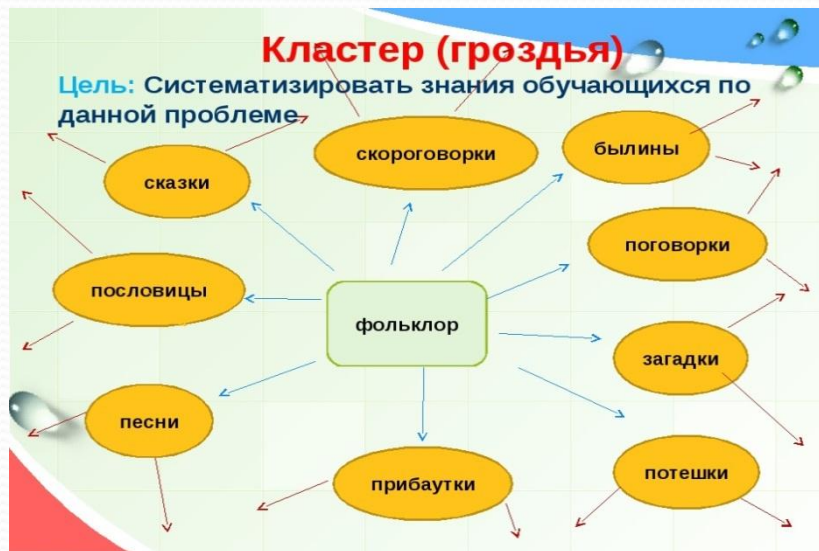 Кластер (гроздья)
Цель: Систематизировать знания обучающихся по
данной проблеме
скороговорки
былины
сказки
поговорки
пословицы
фольклор
загадки
песни
прибаутки
потешки